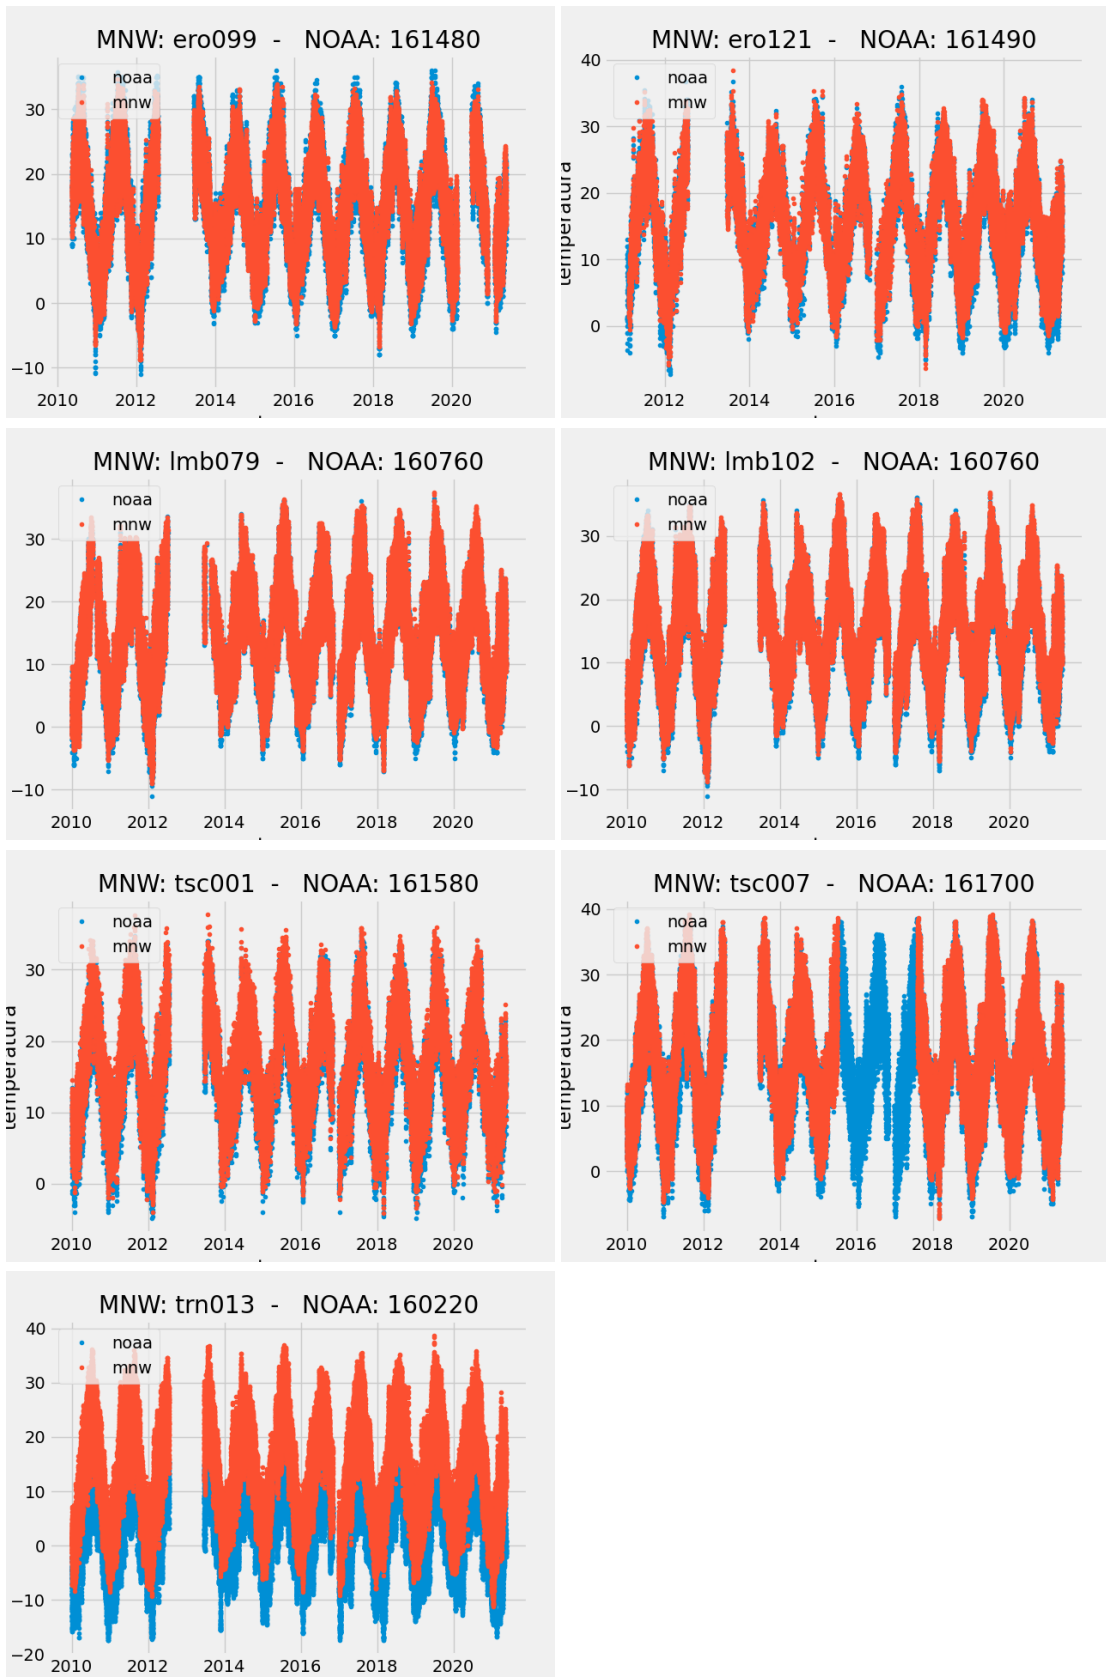 MNW: ero099 - NOAA: 161480
noaa
mnw
30
20
10
0
−10
2010 2012 2014 2016 2018 2020
MNW: ero121 - NOAA: 161490
noaa
mnw
temperatura
40
30
20
10
0
2012 2014 2016 2018 2020
MNW: lmb079 - NOAA: 160760
noaa
mnw
30
20
10
0
−10
2010 2012 2014 2016 2018 2020
MNW: lmb102 - NOAA: 160760
noaa
mnw
30
20
10
0
−10
2010 2012 2014 2016 2018 2020
MNW: tsc001 - NOAA: 161580
noaa
mnw
temperatura
30
20
10
0
2010 2012 2014 2016 2018 2020
MNW: tsc007 - NOAA: 161700
noaa
mnw
temperatura
40
30
20
10
0
2010 2012 2014 2016 2018 2020
MNW: trn013 - NOAA: 160220
noaa
mnw
40
30
20
10
0
−10
−20
2010 2012 2014 2016 2018 2020